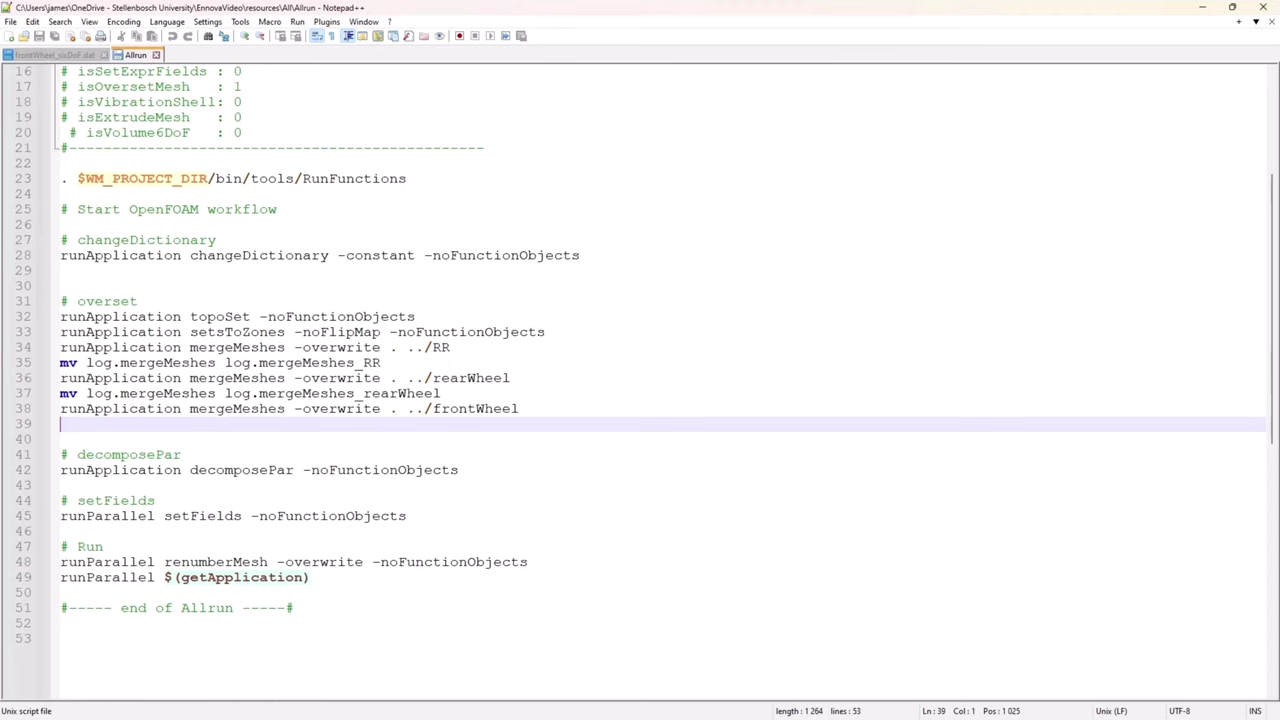 C:\Users\james\OneDrive - Stellenbosch University\EnnovaVideo\resources\All\Allrun - Notepad++
File Edit Search View Encoding Language Settings Tools Macro Run Plugins Window ?
frontWheel_sixDoF.dat Allrun
16 # isSetExprFields : 0
17 # isOversetMesh : 1
18 # isVibrationShell: 0
19 # isExtrudeMesh : 0
20 # isVolume6DoF : 0
21 #------------------------------------------------
22
23 . $WM_PROJECT_DIR/bin/tools/RunFunctions
24
25 # Start OpenFOAM workflow
26
27 # changeDictionary
28 runApplication changeDictionary -constant -noFunctionObjects
29
30
31 # overset
32 runApplication topoSet -noFunctionObjects
33 runApplication setsToZones -noFlipMap -noFunctionObjects
34 runApplication mergeMeshes -overwrite . ../RR
35 mv log.mergeMeshes log.mergeMeshes_RR
36 runApplication mergeMeshes -overwrite . ../rearWheel
37 mv log.mergeMeshes log.mergeMeshes_rearWheel
38 runApplication mergeMeshes -overwrite . ../frontWheel
39
40
41 # decomposePar
42 runApplication decomposePar -noFunctionObjects
43
44 # setFields
45 runParallel setFields -noFunctionObjects
46
47 # Run
48 runParallel renumberMesh -overwrite -noFunctionObjects
49 runParallel $(getApplication)
50
51 #----- end of Allrun -----#
52
53
Unix script file length : 1 264 lines : 53 Ln : 39 Col : 1 Pos : 1 025 Unix (LF) UTF-8 INS